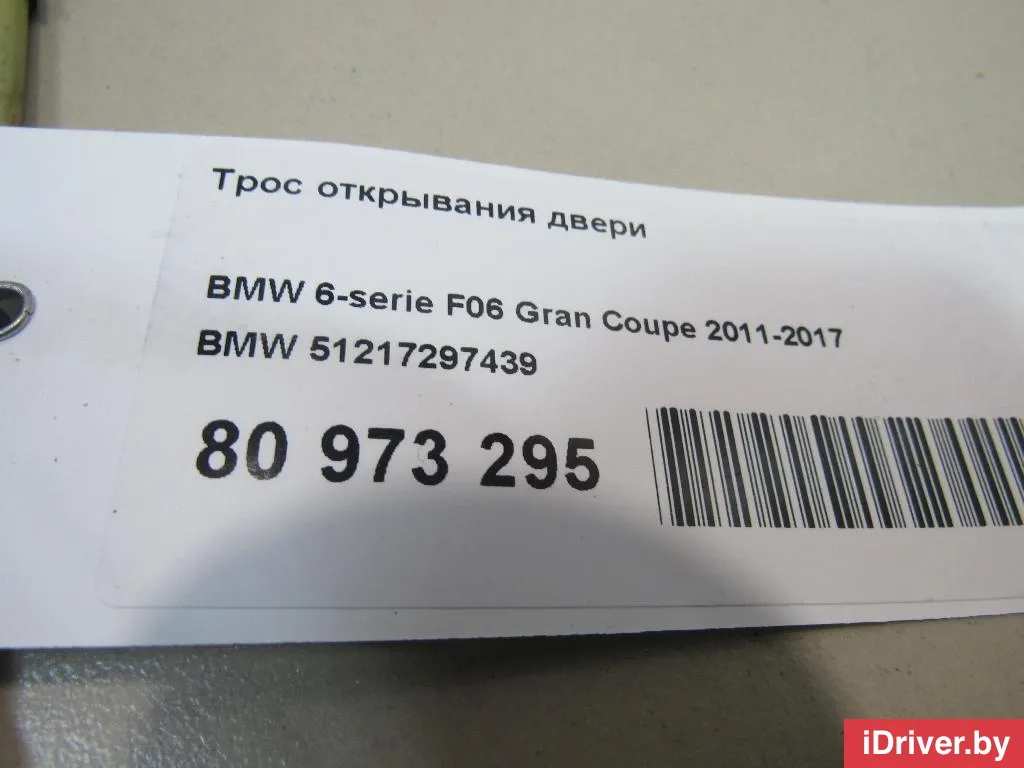 Трос открывания двери
BMW 6-serie F06 Gran Coupe 2011-2017
BMW 51217297439
80 973 295
iDriver.by